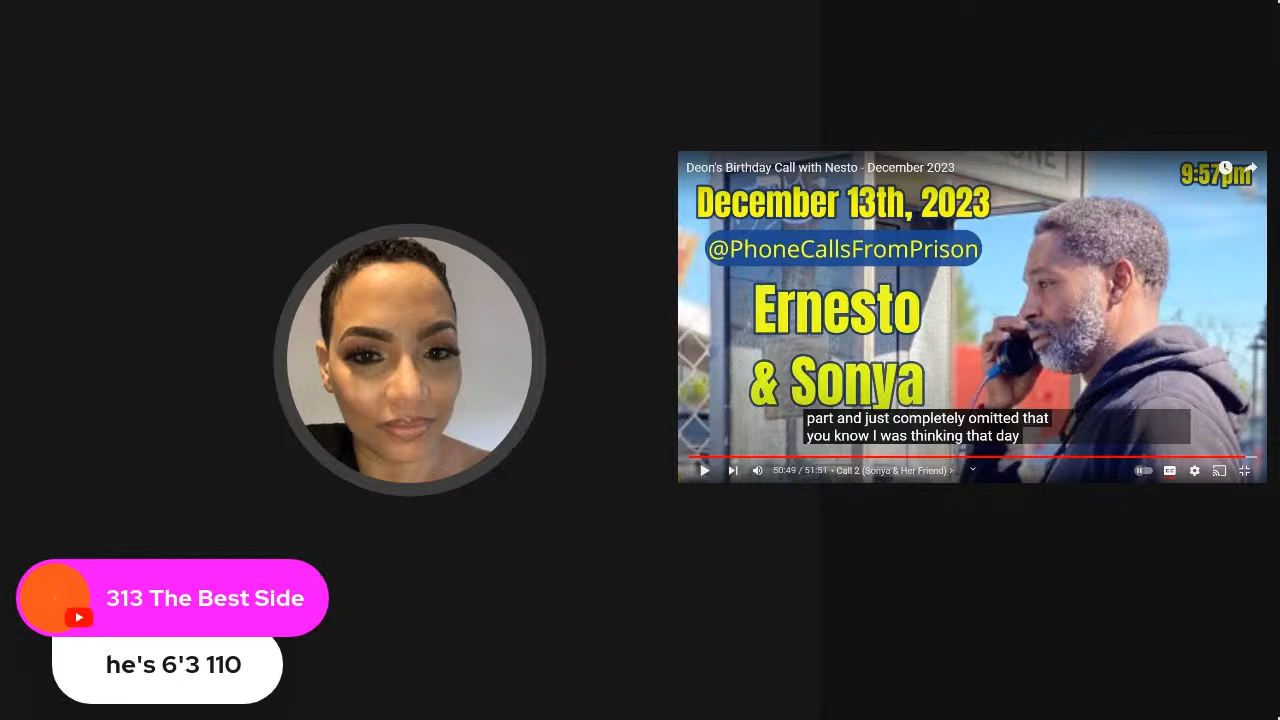 Deon's Birthday Call with Nesto - December 2023
9:57pm
December 13th, 2023
@PhoneCallsFromPrison
Ernesto
& Sonya
part and just completely omitted that
you know I was thinking that day
50:49 / 51:51 • Call 2 (Sonya & Her Friend) ›
CC
313 The Best Side
he's 6'3 110